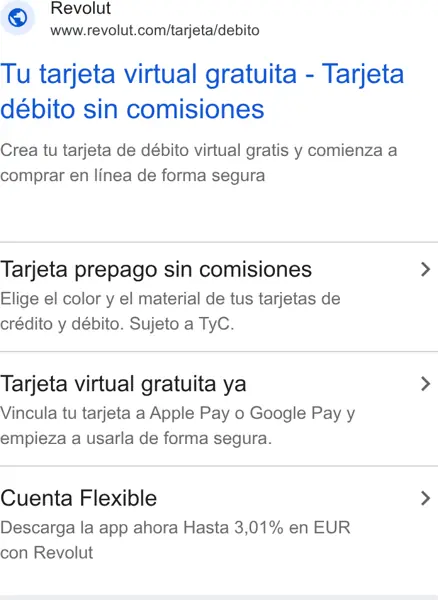 Revolut
www.revolut.com/tarjeta/debito
Tu tarjeta virtual gratuita - Tarjeta
débito sin comisiones
Crea tu tarjeta de débito virtual gratis y comienza a
comprar en línea de forma segura
Tarjeta prepago sin comisiones
Elige el color y el material de tus tarjetas de
crédito y débito. Sujeto a TyC.
Tarjeta virtual gratuita ya
Vincula tu tarjeta a Apple Pay o Google Pay y
empieza a usarla de forma segura.
Cuenta Flexible
Descarga la app ahora Hasta 3,01% en EUR
con Revolut